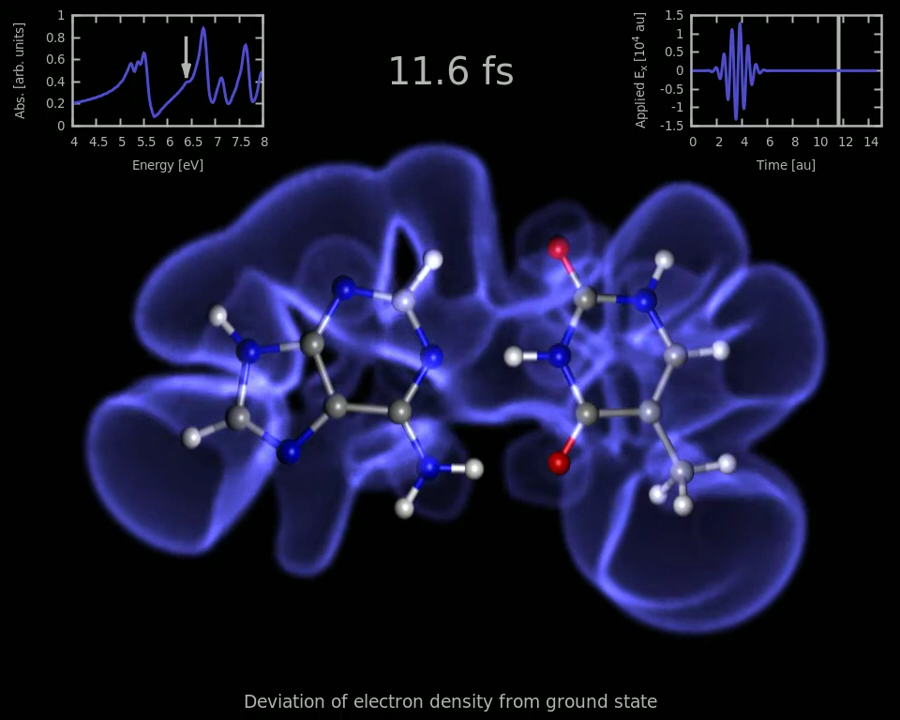 Abs. [arb. units]
1
0.8
0.6
0.4
0.2
0
4 4.5 5 5.5 6 6.5 7 7.5 8
Energy [eV]
11.6 fs
Applied Eₓ [10⁴ au]
1.5
1
0.5
0
-0.5
-1
-1.5
0 2 4 6 8 10 12 14
Time [au]
Deviation of electron density from ground state